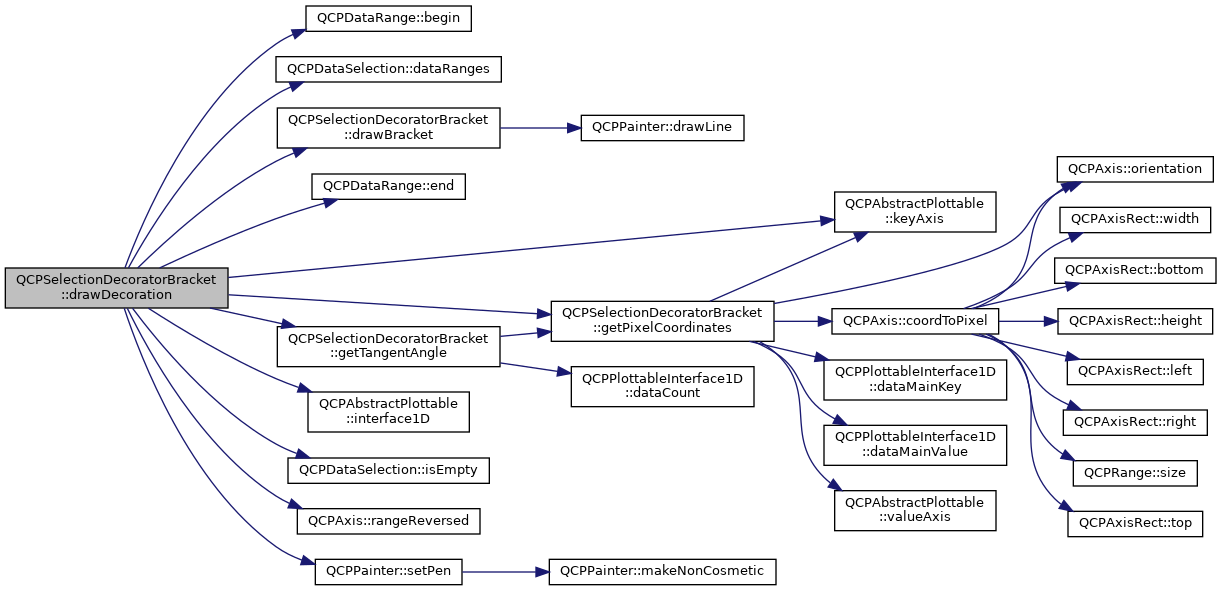 QCPSelectionDecoratorBracket
::drawDecoration
QCPDataRange::begin
QCPDataSelection::dataRanges
QCPSelectionDecoratorBracket
::drawBracket
QCPDataRange::end
QCPSelectionDecoratorBracket
::getTangentAngle
QCPAbstractPlottable
::interface1D
QCPDataSelection::isEmpty
QCPAxis::rangeReversed
QCPPainter::setPen
QCPPainter::drawLine
QCPSelectionDecoratorBracket
::getPixelCoordinates
QCPPlottableInterface1D
::dataCount
QCPPainter::makeNonCosmetic
QCPAbstractPlottable
::keyAxis
QCPAxis::coordToPixel
QCPPlottableInterface1D
::dataMainKey
QCPPlottableInterface1D
::dataMainValue
QCPAbstractPlottable
::valueAxis
QCPAxis::orientation
QCPAxisRect::width
QCPAxisRect::bottom
QCPAxisRect::height
QCPAxisRect::left
QCPAxisRect::right
QCPRange::size
QCPAxisRect::top